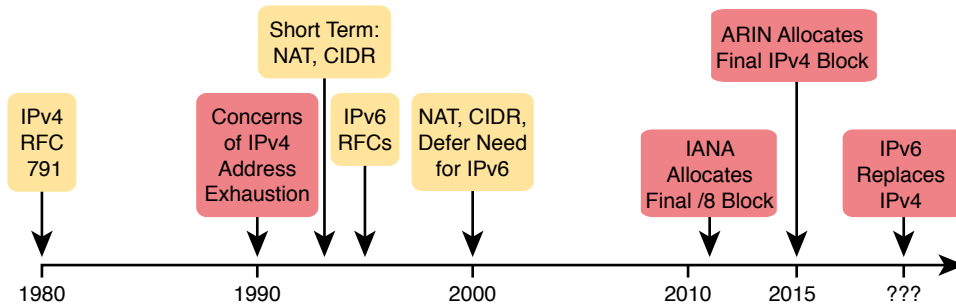 Short Term:
NAT, CIDR
ARIN Allocates
Final IPv4 Block
IPv4
RFC
791
Concerns
of IPv4
Address
Exhaustion
IPv6
RFCs
NAT, CIDR,
Defer Need
for IPv6
IANA
Allocates
Final /8 Block
IPv6
Replaces
IPv4
1980
1990
2000
2010
2015
???